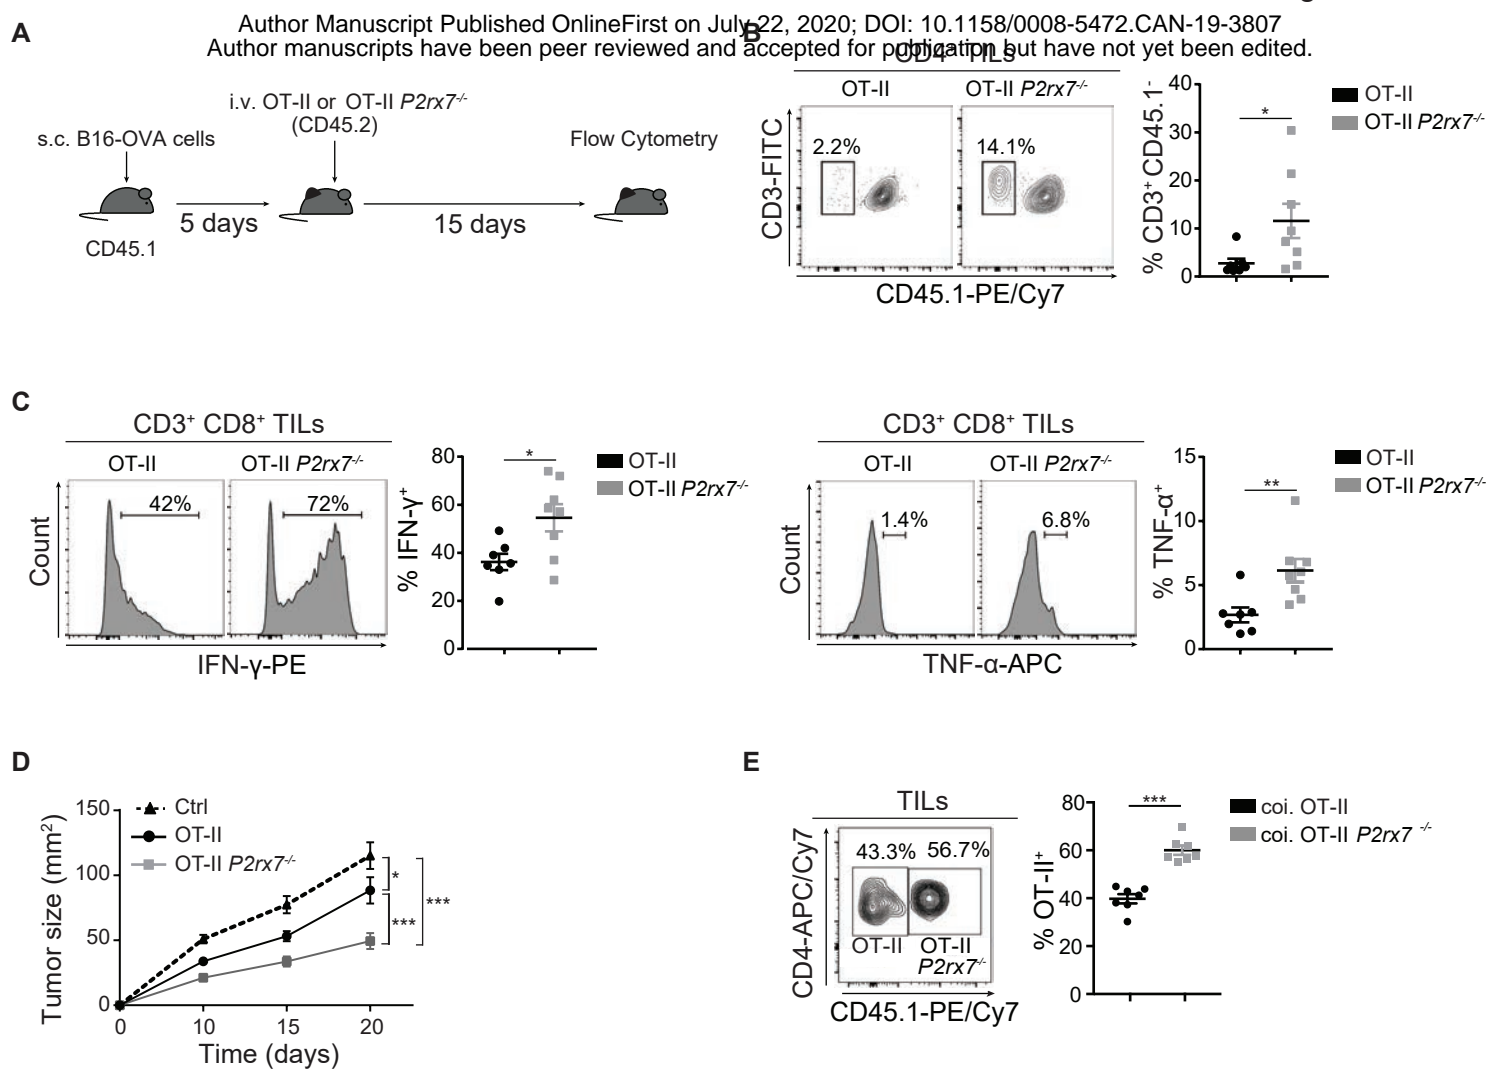 Author Manuscript Published OnlineFirst on July 22, 2020; DOI: 10.1158/0008-5472.CAN-19-3807
Author manuscripts have been peer reviewed and accepted for publication but have not yet been edited.
A
i.v. OT-II or OT-II P2rx7-/-
(CD45.2)
s.c. B16-OVA cells
Flow Cytometry
5 days
15 days
CD45.1
B
CD4+ TILs
OT-II
OT-II P2rx7-/-
2.2%
14.1%
CD3-FITC
CD45.1-PE/Cy7
% CD3+ CD45.1-
40
30
20
10
0
*
OT-II
OT-II P2rx7-/-
C
CD3+ CD8+ TILs
OT-II
OT-II P2rx7-/-
42%
72%
Count
IFN-γ-PE
% IFN-γ+
80
60
40
20
0
*
OT-II
OT-II P2rx7-/-
CD3+ CD8+ TILs
OT-II
OT-II P2rx7-/-
1.4%
6.8%
Count
TNF-α-APC
% TNF-α+
15
10
5
0
**
OT-II
OT-II P2rx7-/-
D
Ctrl
OT-II
OT-II P2rx7-/-
Tumor size (mm2)
150
100
50
0
*
***
***
0
10
15
20
Time (days)
E
TILs
43.3%
56.7%
OT-II
OT-II
P2rx7-/-
CD4-APC/Cy7
CD45.1-PE/Cy7
% OT-II+
80
60
40
20
0
***
coi. OT-II
coi. OT-II P2rx7 -/-